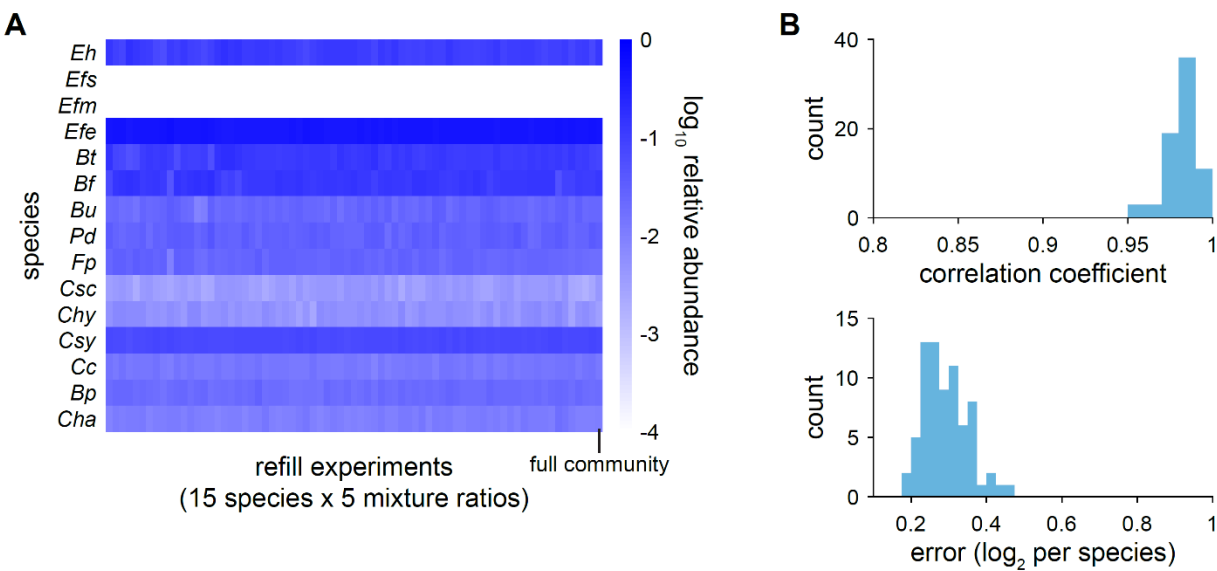 A
Eh
Efs
Efm
Efe
Bt
Bf
Bu
Pd
Fp
Csc
Chy
Csy
Cc
Bp
Cha
species
refill experiments
(15 species x 5 mixture ratios)
full community
0
-1
-2
-3
-4
log10 relative abundance
B
40
20
0
count
0.8 0.85 0.9 0.95 1
correlation coefficient
15
10
5
0
count
0.2 0.4 0.6 0.8 1
error (log2 per species)